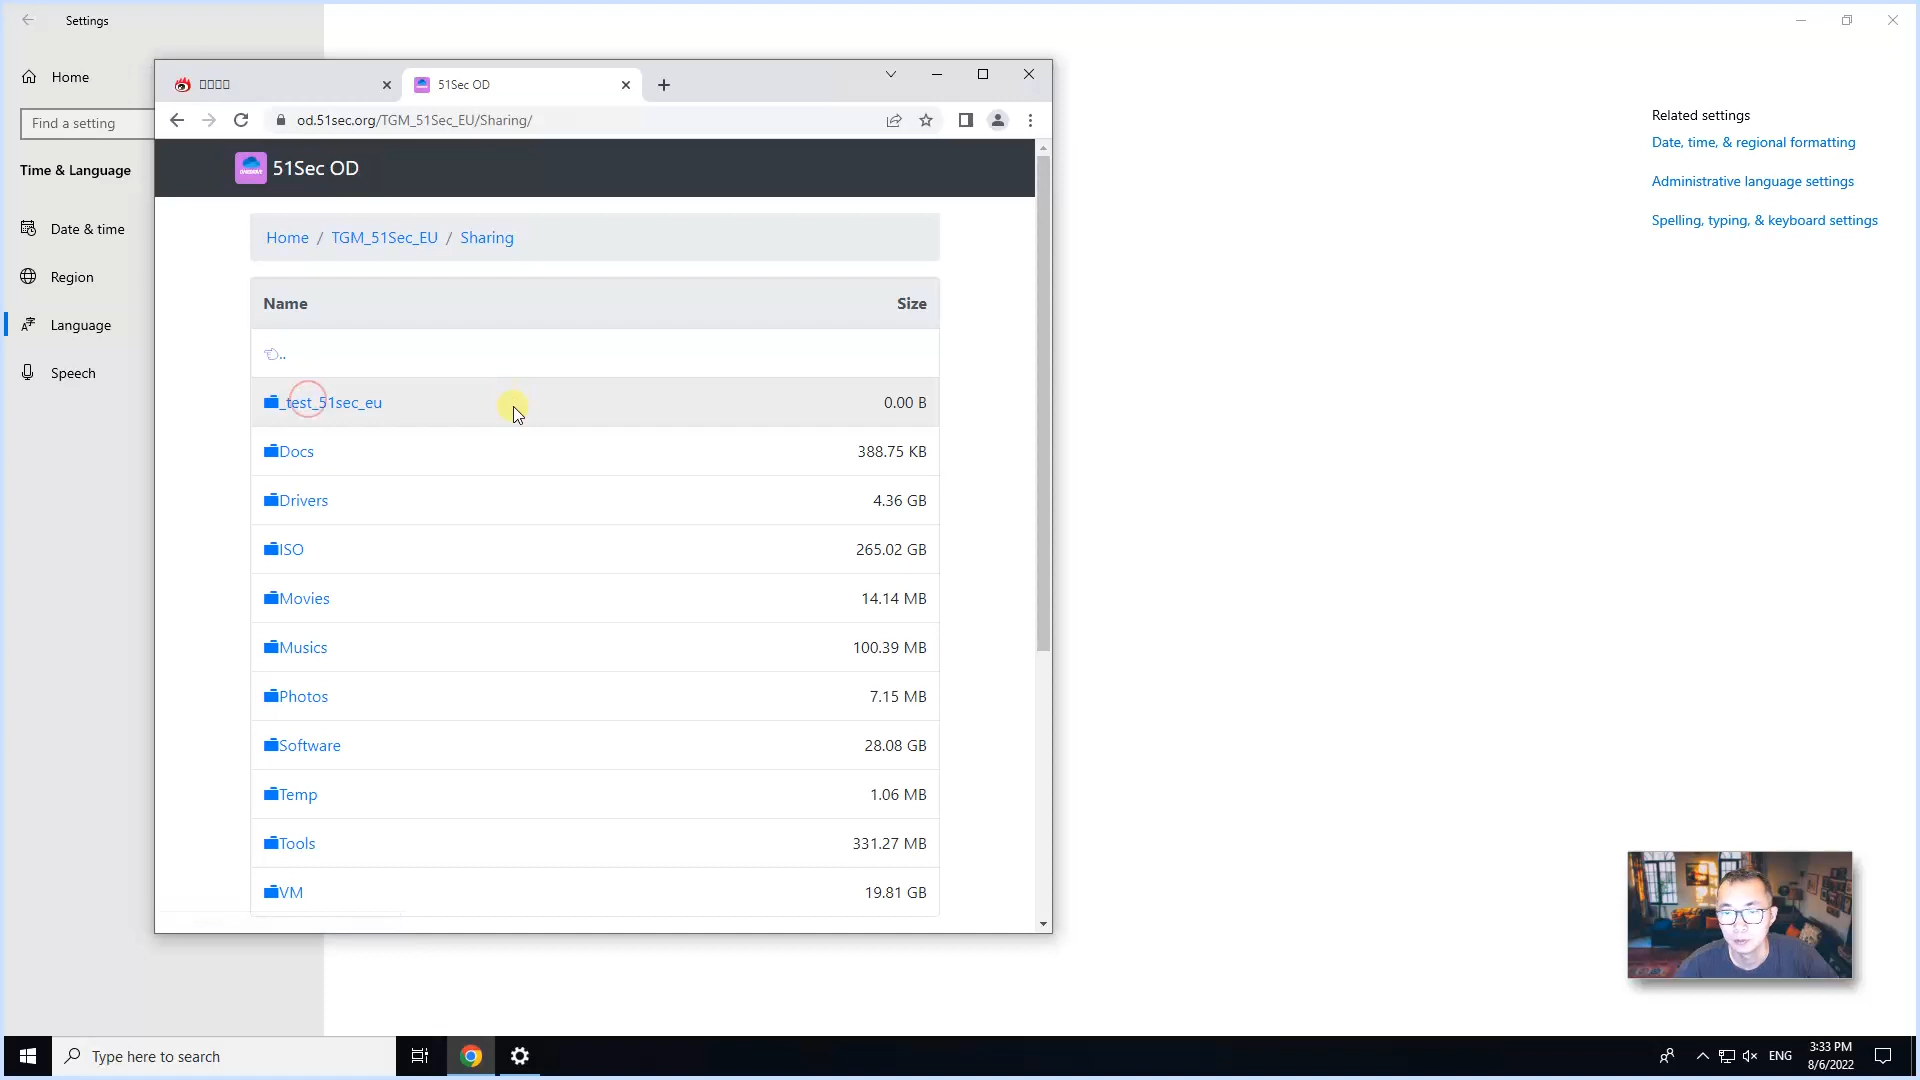 Settings
Home
Find a setting
Time & Language
Date & time
Region
Language
Speech
51Sec OD
od.51sec.org/TGM_51Sec_EU/Sharing/
ONEDRIVE
51Sec OD
Home / TGM_51Sec_EU / Sharing
Name Size
..
_test_51sec_eu 0.00 B
Docs 388.75 KB
Drivers 4.36 GB
ISO 265.02 GB
Movies 14.14 MB
Musics 100.39 MB
Photos 7.15 MB
Software 28.08 GB
Temp 1.06 MB
Tools 331.27 MB
VM 19.81 GB
Related settings
Date, time, & regional formatting
Administrative language settings
Spelling, typing, & keyboard settings
Type here to search
ENG
3:33 PM
8/6/2022